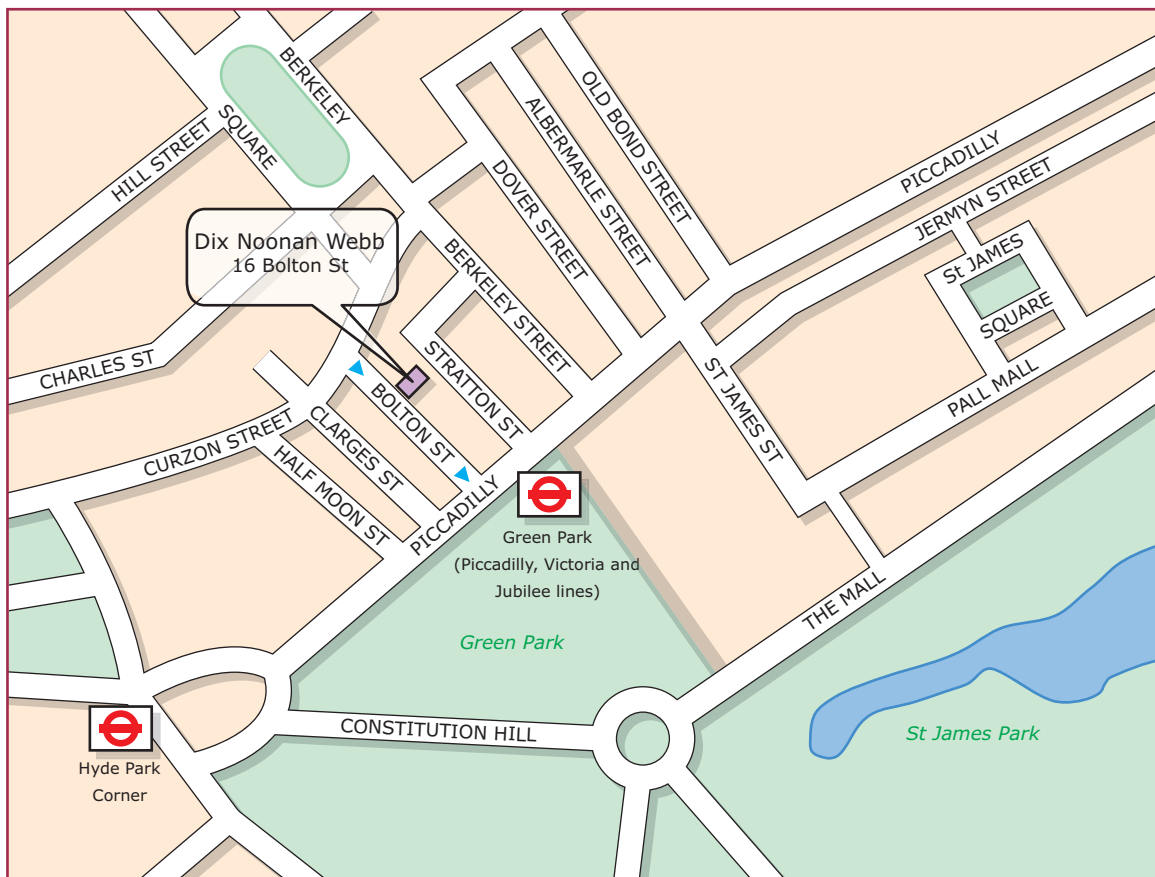 BERKELEY
SQUARE
HILL STREET
OLD BOND STREET
ALBERMARLE STREET
DOVER STREET
PICCADILLY
JERMYN STREET
Dix Noonan Webb
16 Bolton St
BERKELEY STREET
St JAMES
SQUARE
CHARLES ST
STRATTON ST
ST JAMES ST
PALL MALL
BOLTON ST
CURZON STREET
CLARGES ST
HALF MOON ST
PICCADILLY
Green Park
(Piccadilly, Victoria and
Jubilee lines)
THE MALL
Green Park
CONSTITUTION HILL
St James Park
Hyde Park
Corner